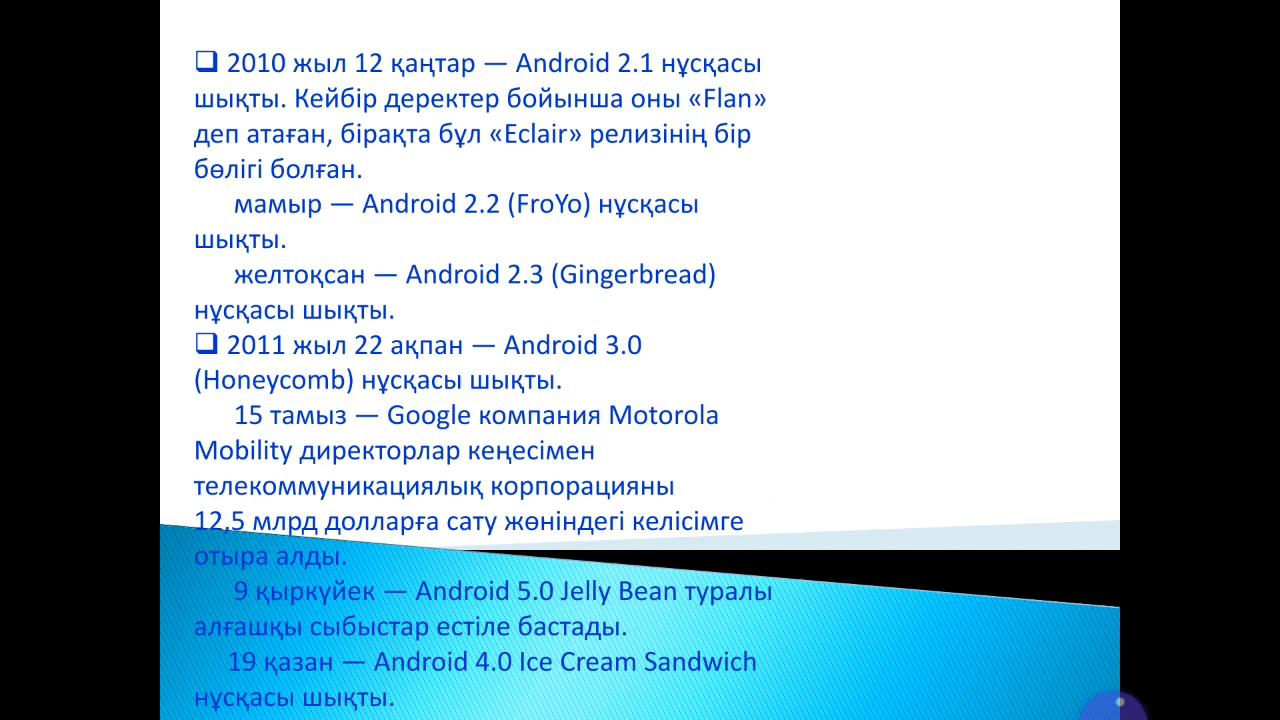 ❑ 2010 жыл 12 қаңтар — Android 2.1 нұсқасы
шықты. Кейбір деректер бойынша оны «Flan»
деп атаған, бірақта бұл «Eclair» релизінің бір
бөлігі болған.
мамыр — Android 2.2 (FroYo) нұсқасы
шықты.
желтоқсан — Android 2.3 (Gingerbread)
нұсқасы шықты.
❑ 2011 жыл 22 ақпан — Android 3.0
(Honeycomb) нұсқасы шықты.
15 тамыз — Google компания Motorola
Mobility директорлар кеңесімен
телекоммуникациялық корпорацияны
12,5 млрд долларға сату жөніндегі келісімге
отыра алды.
9 қыркүйек — Android 5.0 Jelly Bean туралы
алғашқы сыбыстар естіле бастады.
19 қазан — Android 4.0 Ice Cream Sandwich
нұсқасы шықты.